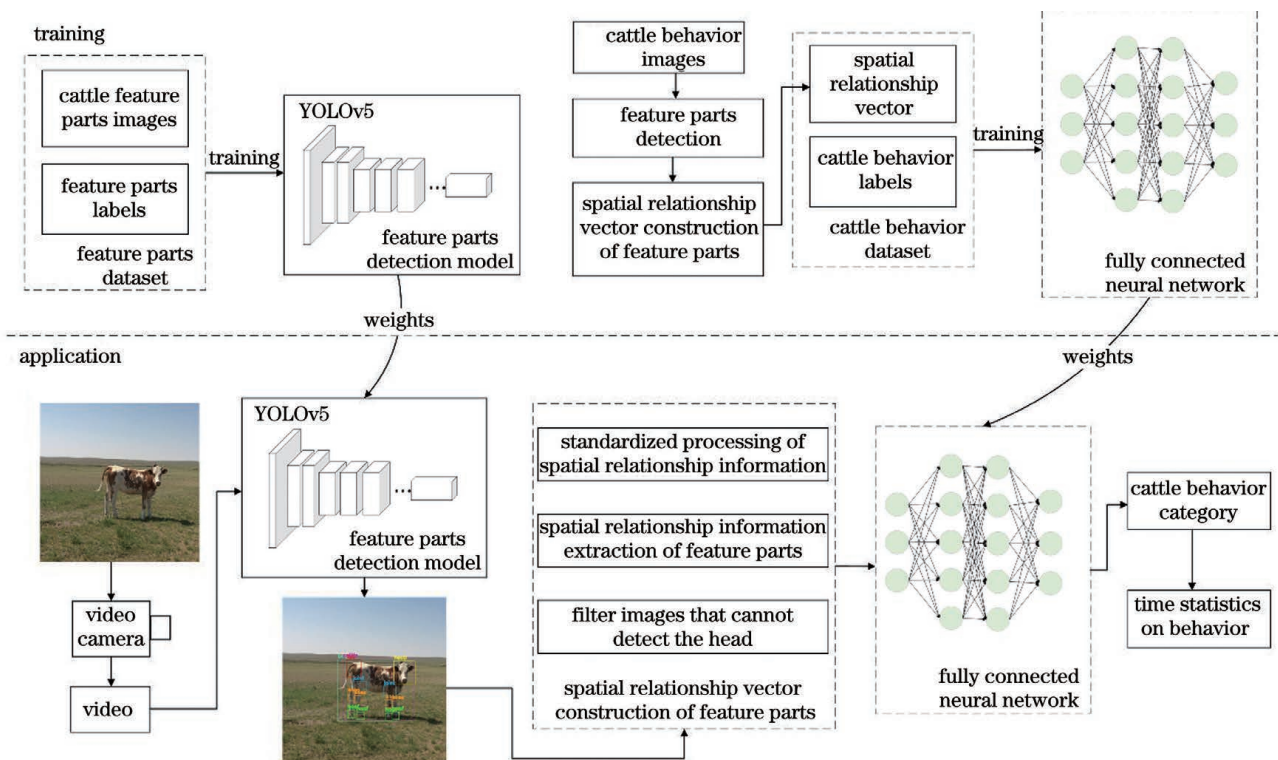 training
cattle feature
parts images
feature parts
labels
feature parts
dataset
training
YOLOv5
feature parts
detection model
cattle behavior
images
feature parts
detection
spatial relationship
vector construction
of feature parts
spatial
relationship
vector
cattle behavior
labels
cattle behavior
dataset
training
fully connected
neural network
weights
weights
application
video
camera
video
YOLOv5
feature parts
detection model
standardized processing of
spatial relationship information
spatial relationship information
extraction of feature parts
filter images that cannot
detect the head
spatial relationship vector
construction of feature parts
fully connected
neural network
cattle behavior
category
time statistics
on behavior